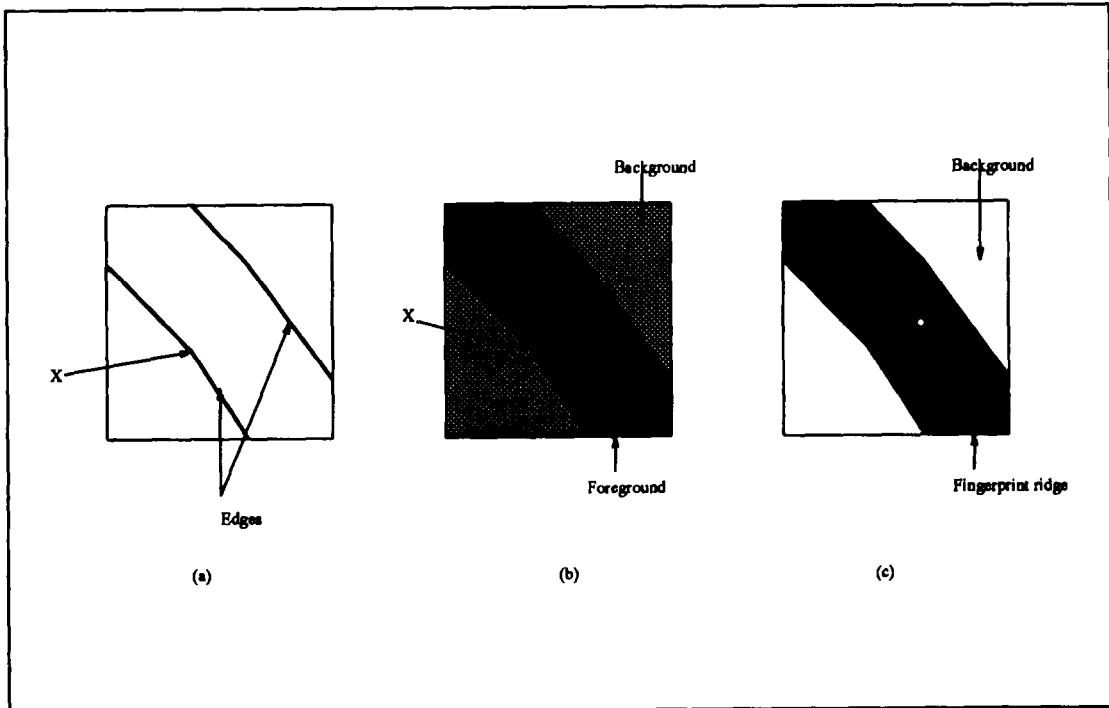 Background
Background
X
X
Foreground
Fingerprint ridge
Edges
(a)
(b)
(c)